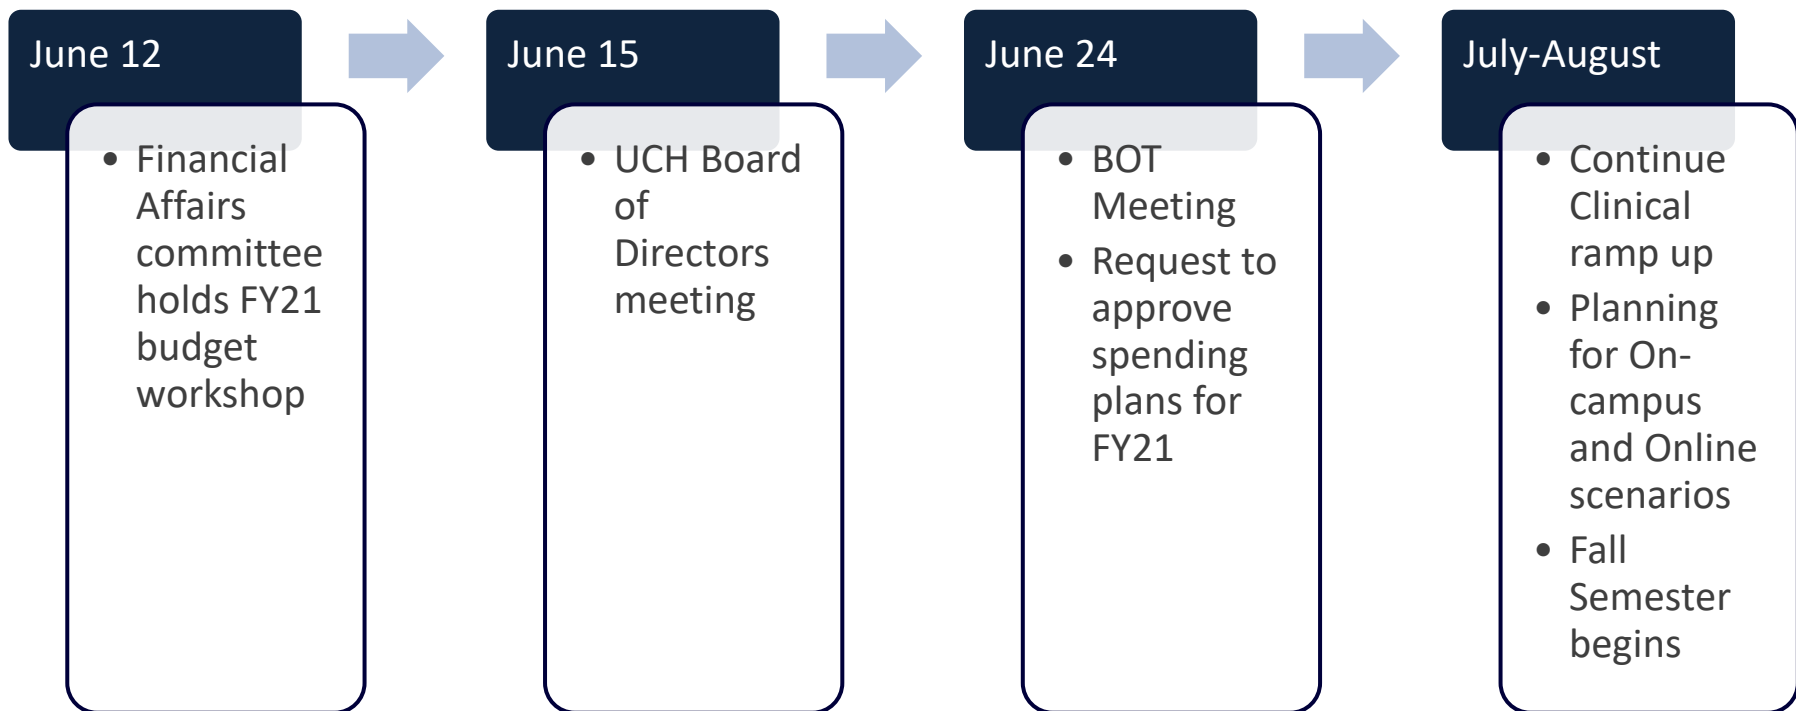 June 12
• Financial
Affairs
committee
holds FY21
budget
workshop
June 15
• UCH Board
of
Directors
meeting
June 24
• BOT
Meeting
• Request to
approve
spending
plans for
FY21
July-August
• Continue
Clinical
ramp up
• Planning
for On-
campus
and Online
scenarios
• Fall
Semester
begins